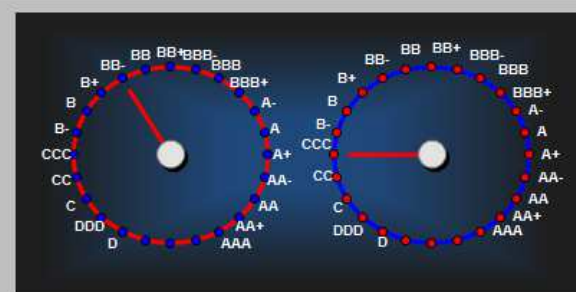 D
DDD
C
CC
CCC
B-
B
B+
BB-
BB
BB+
BBB-
BBB
BBB+
A-
A
A+
AA-
AA
AA+
AAA
D
DDD
C
CC
CCC
B-
B
B+
BB-
BB
BB+
BBB-
BBB
BBB+
A-
A
A+
AA-
AA
AA+
AAA